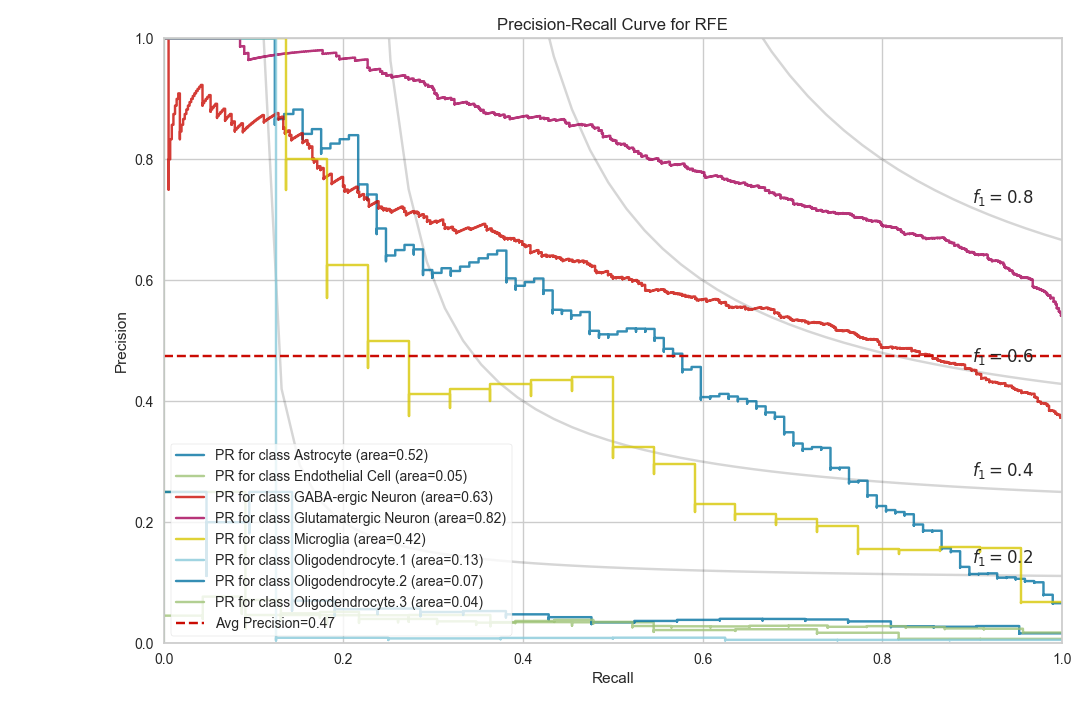 Precision-Recall Curve for RFE
1.0
0.8
0.6
0.4
0.2
0.0
Precision
f1 = 0.8
f1 = 0.6
f1 = 0.4
f1 = 0.2
PR for class Astrocyte (area=0.52)
PR for class Endothelial Cell (area=0.05)
PR for class GABA-ergic Neuron (area=0.63)
PR for class Glutamatergic Neuron (area=0.82)
PR for class Microglia (area=0.42)
PR for class Oligodendrocyte.1 (area=0.13)
PR for class Oligodendrocyte.2 (area=0.07)
PR for class Oligodendrocyte.3 (area=0.04)
Avg Precision=0.47
0.0 0.2 0.4 0.6 0.8 1.0
Recall